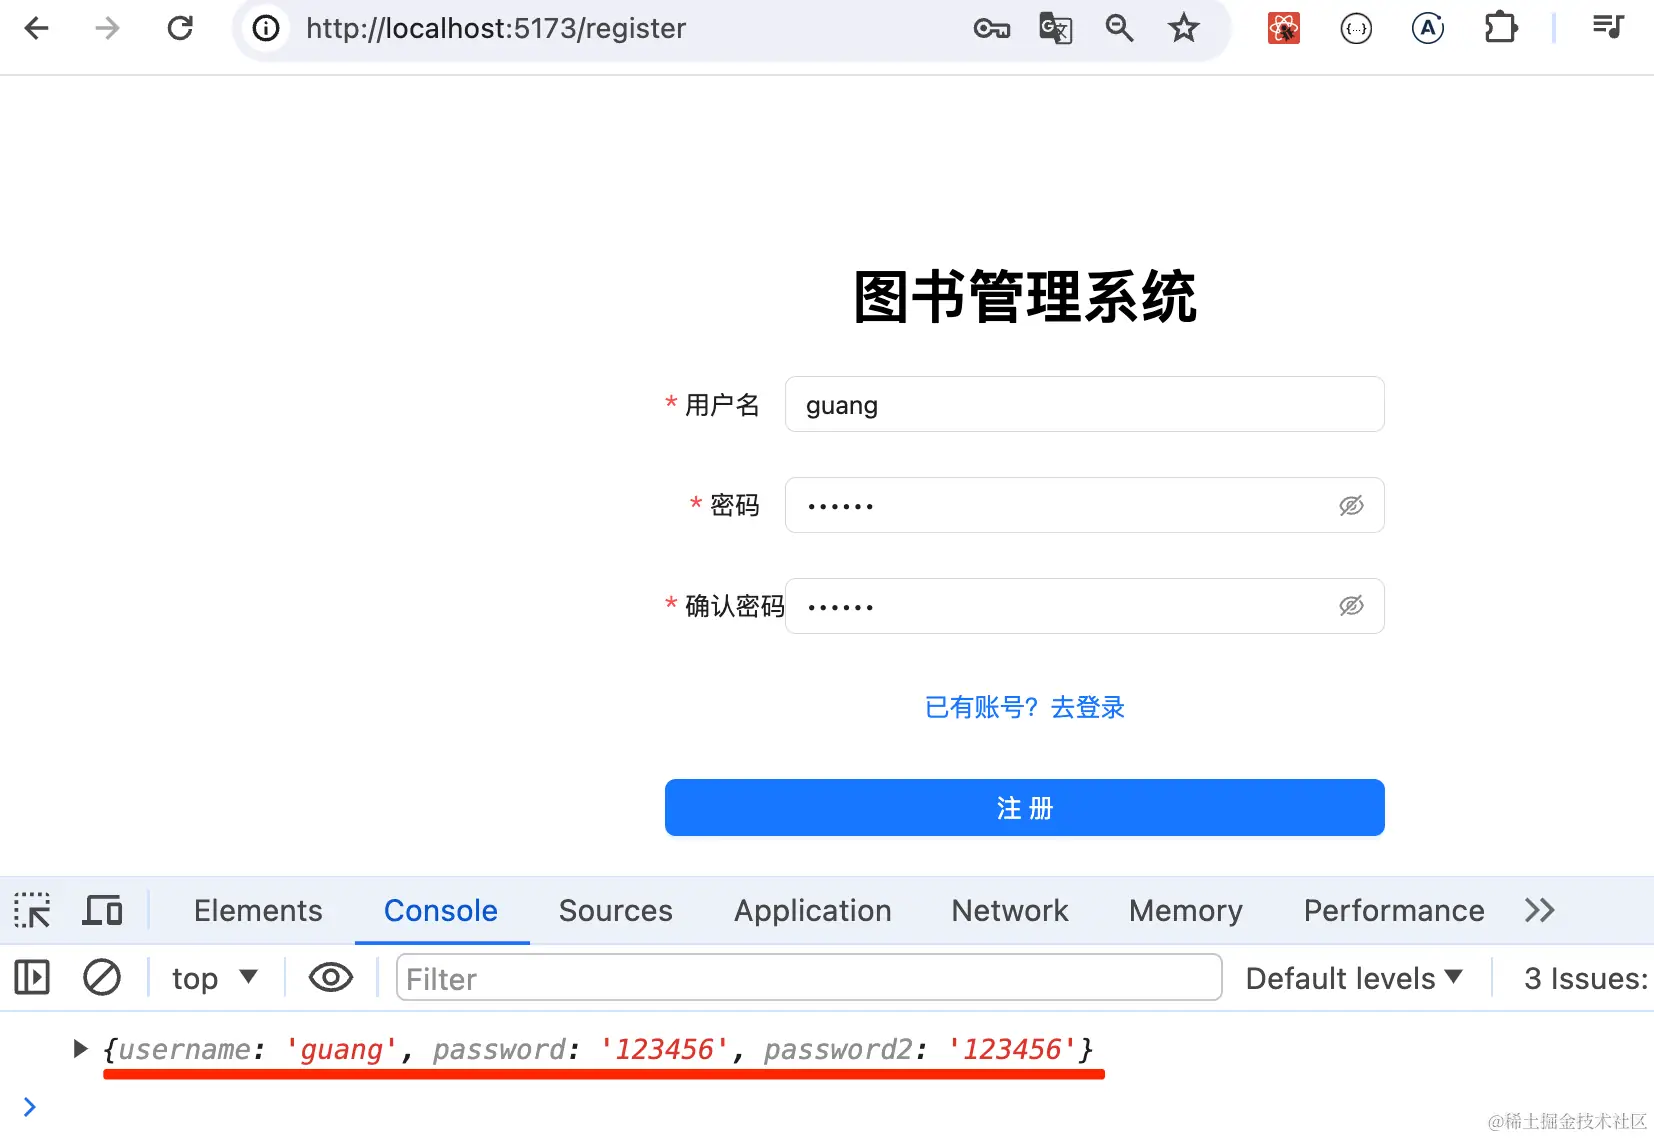 http://localhost:5173/register
图书管理系统
* 用户名 guang
* 密码 ••••••
* 确认密码 ••••••
已有账号？去登录
注 册
Elements Console Sources Application Network Memory Performance
top Filter Default levels 3 Issues:
{username: 'guang', password: '123456', password2: '123456'}
@稀土掘金技术社区